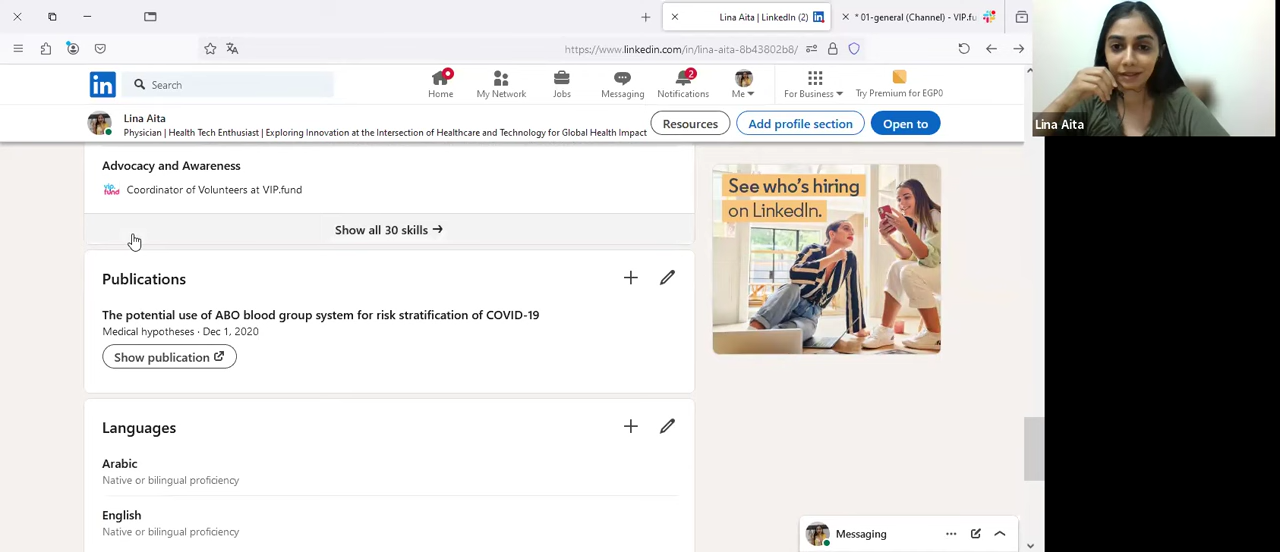 Lina Aita | LinkedIn (2)
* 01-general (Channel) - VIP.fu
https://www.linkedin.com/in/lina-aita-8b43802b8/
in
Search
Home
My Network
Jobs
Messaging
2
Notifications
Me
For Business
Try Premium for EGP0
Lina Aita
Physician | Health Tech Enthusiast | Exploring Innovation at the Intersection of Healthcare and Technology for Global Health Impact
Resources
Add profile section
Open to
Lina Aita
Advocacy and Awareness
vip.fund
Coordinator of Volunteers at VIP.fund
Show all 30 skills →
See who's hiring
on LinkedIn.
Publications
The potential use of ABO blood group system for risk stratification of COVID-19
Medical hypotheses · Dec 1, 2020
Show publication
Languages
Arabic
Native or bilingual proficiency
English
Native or bilingual proficiency
Messaging